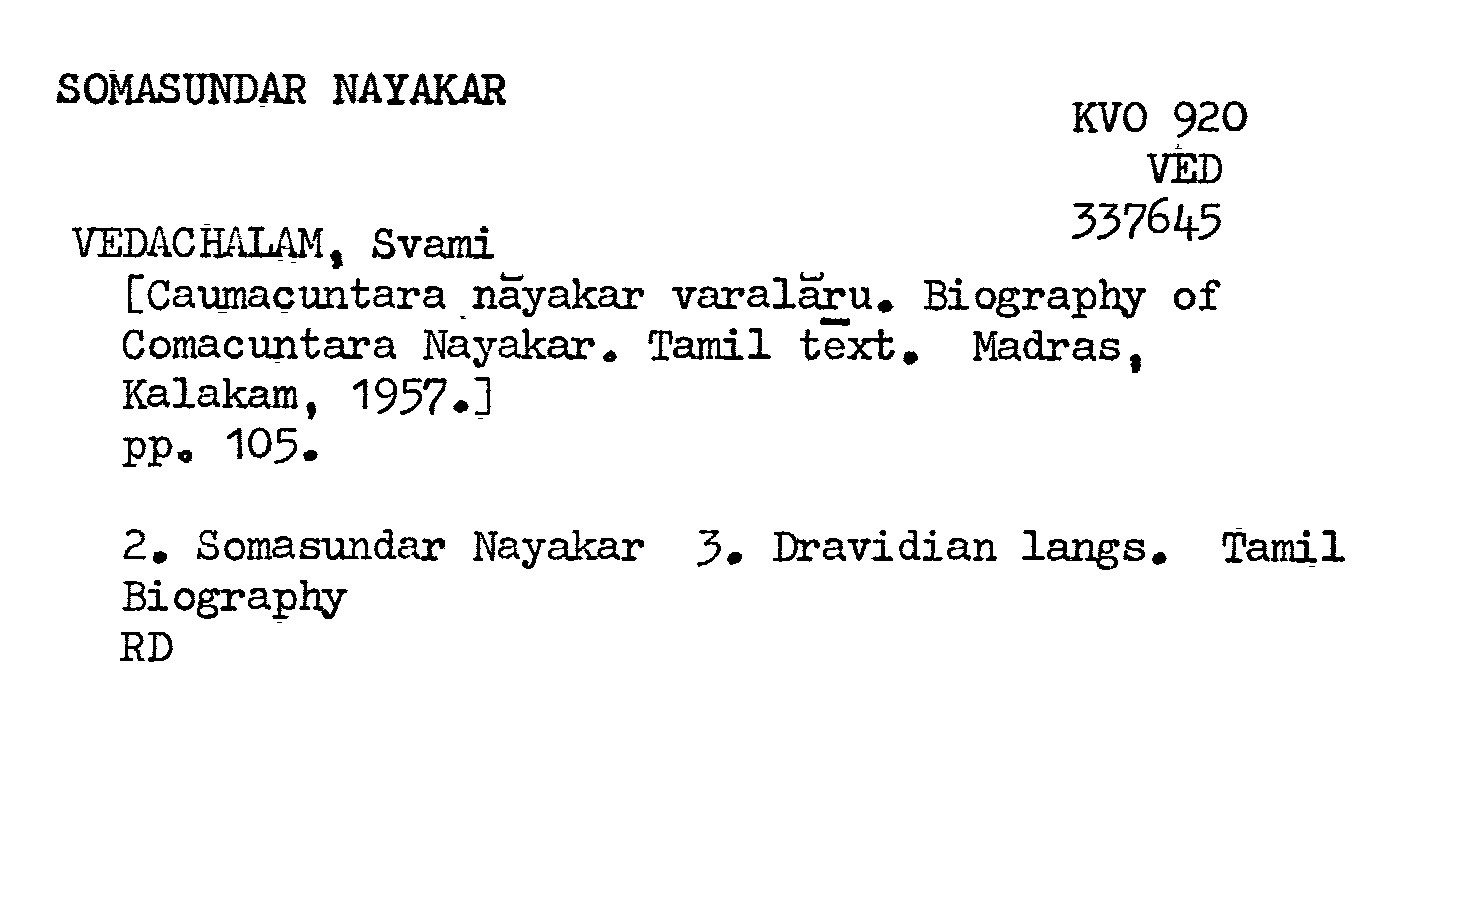 SOMASUNDAR NAYAKAR
KVO 920
VED
337645
VEDACHALAM, Svami
[Caumacuntara nāyakar varalāṟu. Biography of
Comacuntara Nayakar. Tamil text. Madras,
Kalakam, 1957.]
pp. 105.
2. Somasundar Nayakar 3. Dravidian langs. Tamil
Biography
RD